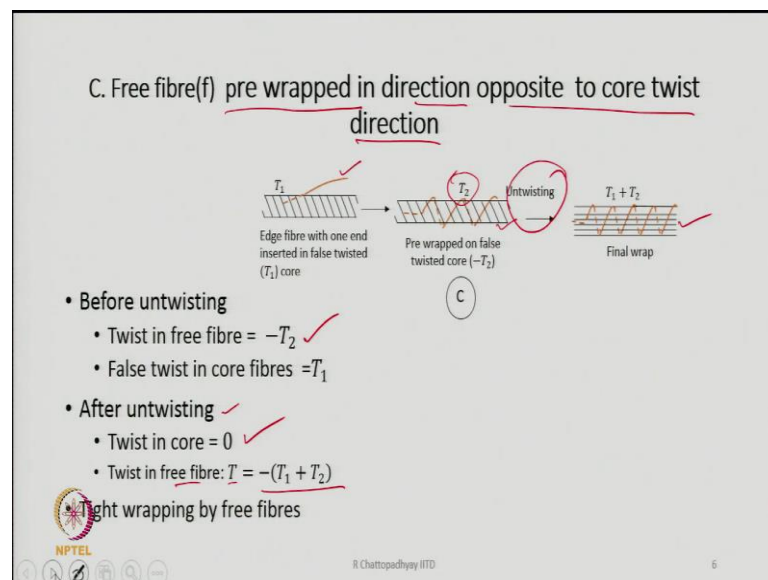 C. Free fibre(f) pre wrapped in direction opposite to core twist
direction
T₁
T₂
Untwisting
T₁ + T₂
Edge fibre with one end
inserted in false twisted
(T₁) core
Pre wrapped on false
twisted core (−T₂)
Final wrap
C
• Before untwisting
• Twist in free fibre = −T₂
• False twist in core fibres =T₁
• After untwisting
• Twist in core = 0
• Twist in free fibre: T = −(T₁ + T₂)
• Tight wrapping by free fibres
NPTEL
R Chattopadhyay IITD
6